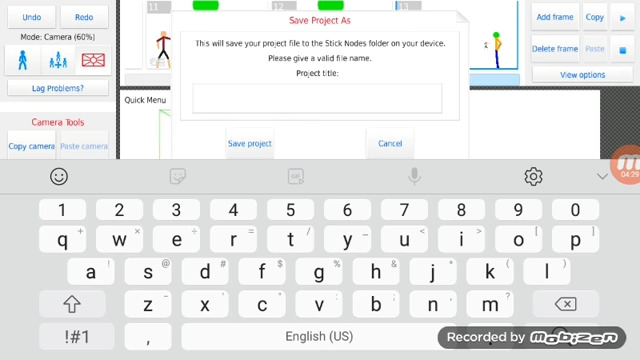 Undo
Redo
Mode: Camera (60%)
Lag Problems?
Camera Tools
Copy camera
Paste camera
Quick Menu
11
12
13
Save Project As
This will save your project file to the Stick Nodes folder on your device.
Please give a valid file name.
Project title:
Save project
Cancel
Add frame
Copy
Delete frame
Paste
View options
04:29
GIF
1 2 3 4 5 6 7 8 9 0
q w e r t y u i o p
+ × ÷ = / _ < > [ ]
a s d f g h j k l
! @ # $ % ^ & * ( )
z x c v b n m
- ' " : ; , ?
!#1
,
English (US)
Recorded by
Mobizen